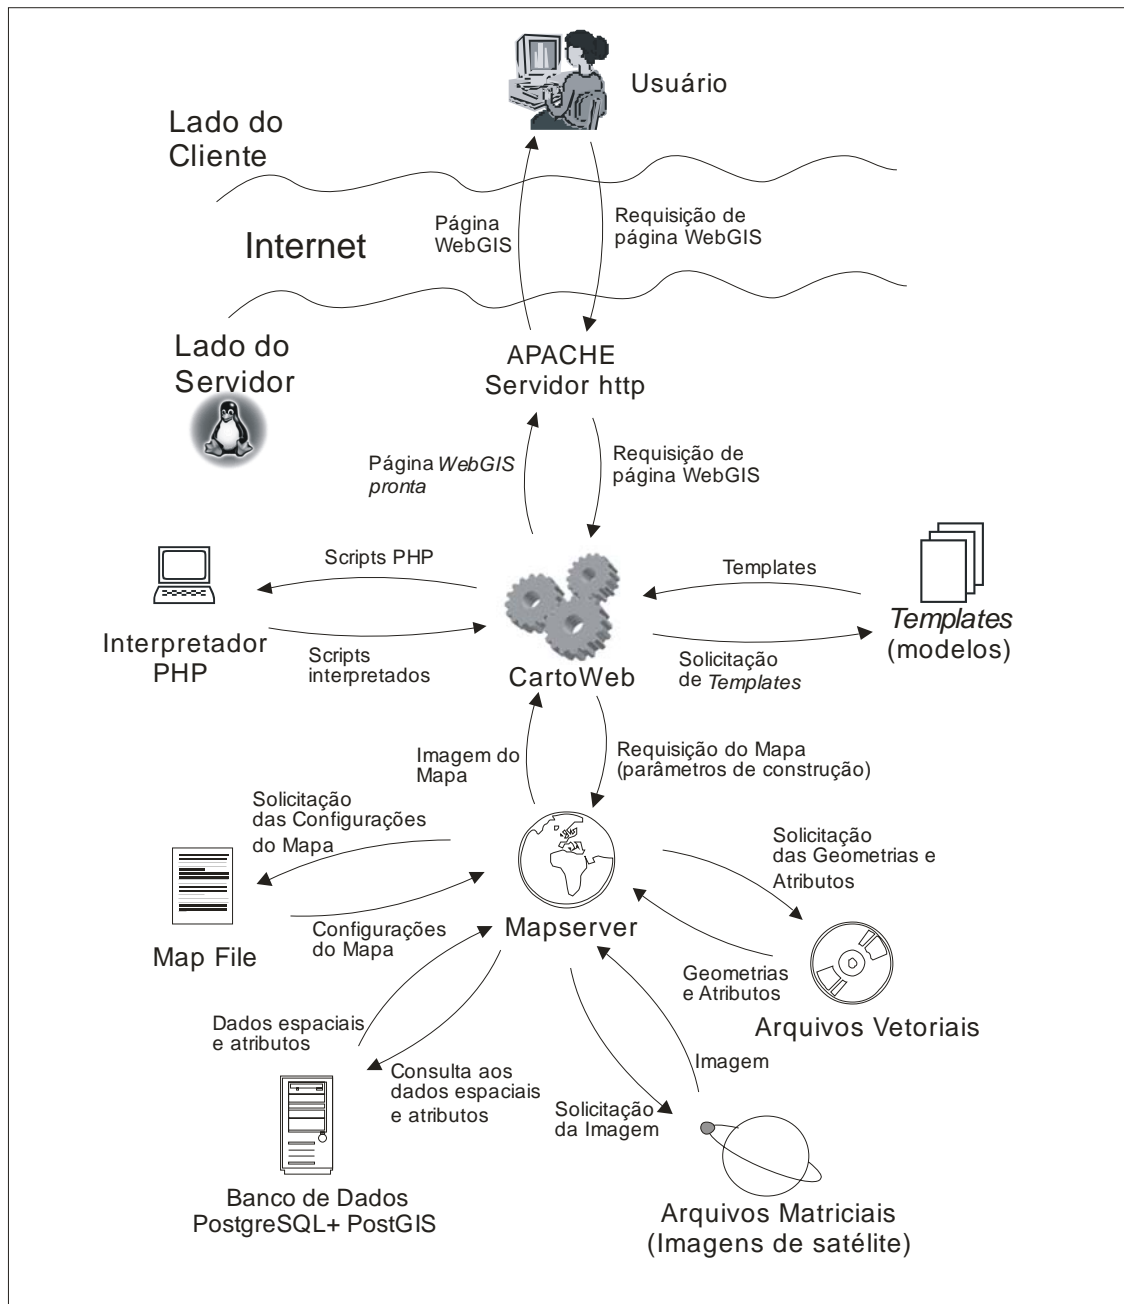 Usuário
Lado do
Cliente
Página
WebGIS
Requisição de
página WebGIS
Internet
Lado do
Servidor
APACHE
Servidor http
Página WebGIS
pronta
Requisição de
página WebGIS
Scripts PHP
Templates
Interpretador
PHP
Scripts
interpretados
CartoWeb
Solicitação
de Templates
Templates
(modelos)
Imagem do
Mapa
Requisição do Mapa
(parâmetros de construção)
Solicitação
das Configurações
do Mapa
Solicitação
das Geometrias e
Atributos
Map File
Configurações
do Mapa
Mapserver
Geometrias
e Atributos
Arquivos Vetoriais
Dados espaciais
e atributos
Consulta aos
dados espaciais
e atributos
Imagem
Solicitação
da Imagem
Banco de Dados
PostgreSQL+ PostGIS
Arquivos Matriciais
(Imagens de satélite)